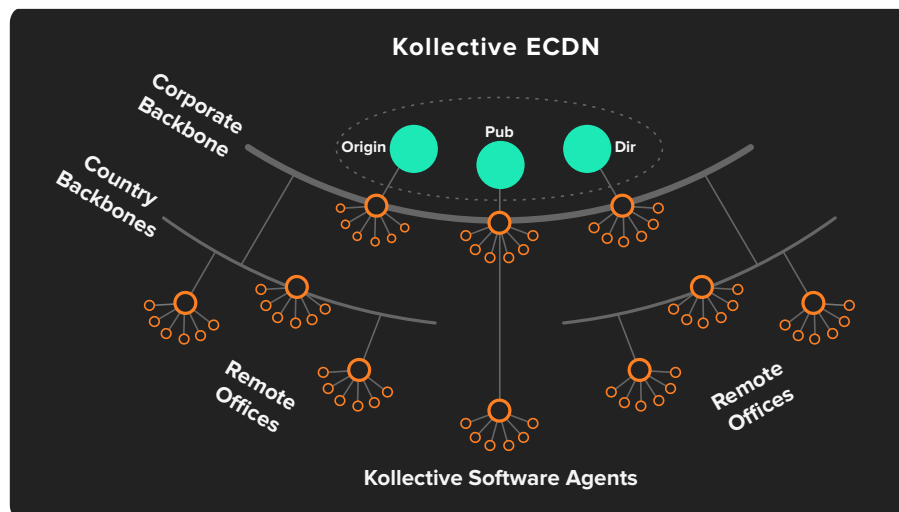 Kollective ECDN
Corporate
Backbone
Origin
Pub
Dir
Country
Backbones
Remote
Offices
Remote
Offices
Kollective Software Agents